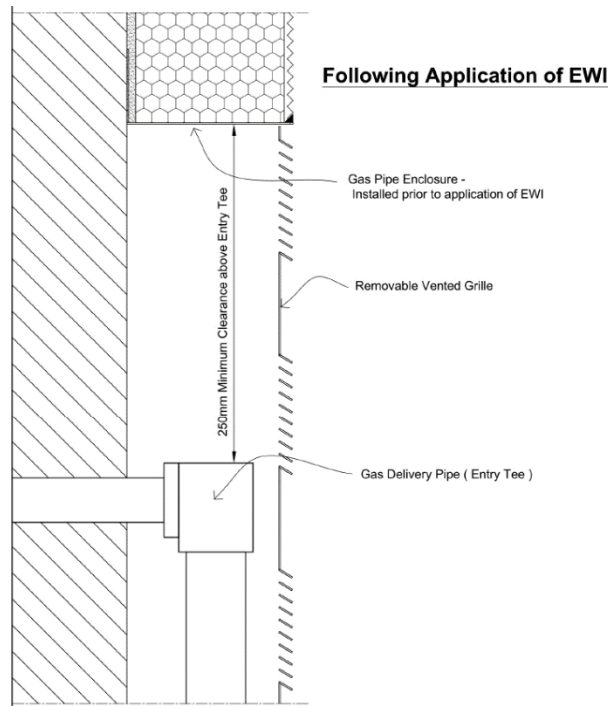 Following Application of EWI
Gas Pipe Enclosure -
Installed prior to application of EWI
250mm Minimum Clearance above Entry Tee
Removable Vented Grille
Gas Delivery Pipe ( Entry Tee )